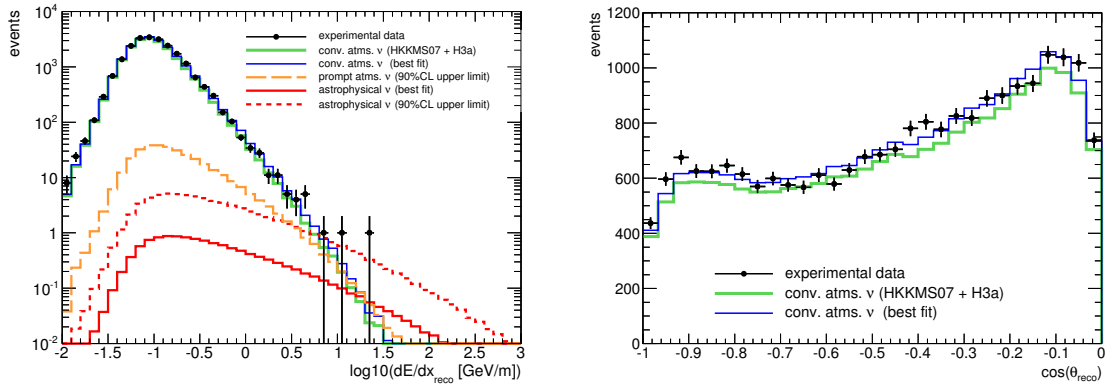 events
10⁴
10³
10²
10
1
10⁻¹
10⁻²
-2 -1.5 -1 -0.5 0 0.5 1 1.5 2 2.5 3
log10(dE/dx_reco [GeV/m])
experimental data
conv. atms. ν (HKKMS07 + H3a)
conv. atms. ν (best fit)
prompt atms. ν (90%CL upper limit)
astrophysical ν (best fit)
astrophysical ν (90%CL upper limit)
events
1200
1000
800
600
400
200
0
-1 -0.9 -0.8 -0.7 -0.6 -0.5 -0.4 -0.3 -0.2 -0.1 0
cos(θ_reco)
experimental data
conv. atms. ν (HKKMS07 + H3a)
conv. atms. ν (best fit)